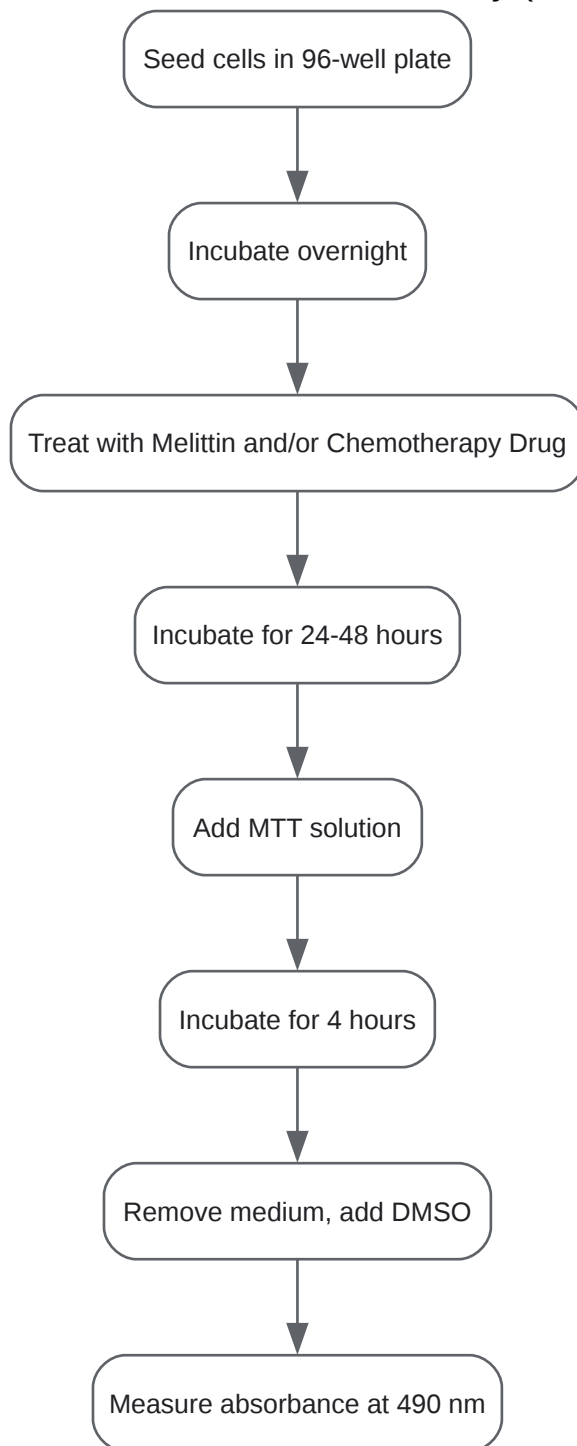 Seed cells in 96-well plate
Incubate overnight
Treat with Melittin and/or Chemotherapy Drug
Incubate for 24-48 hours
Add MTT solution
Incubate for 4 hours
Remove medium, add DMSO
Measure absorbance at 490 nm